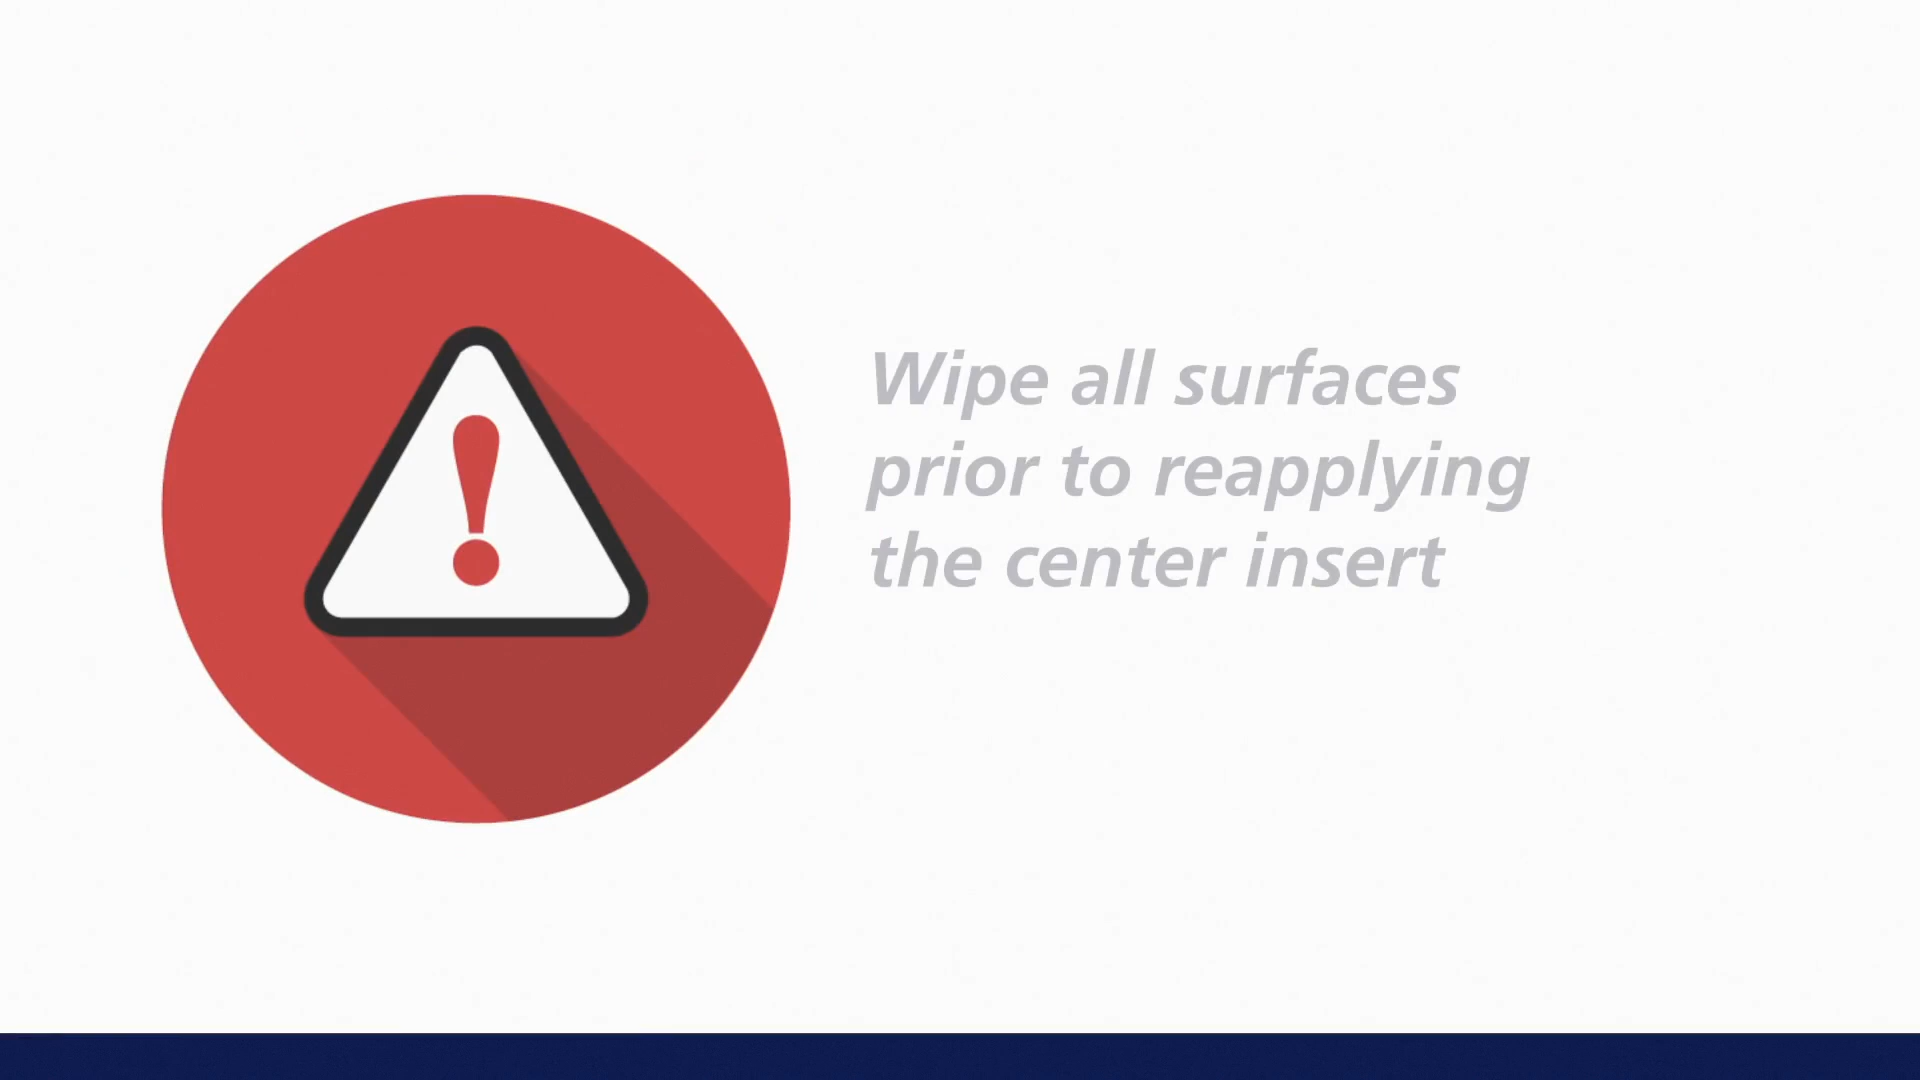 Wipe all surfaces
prior to reapplying
the center insert